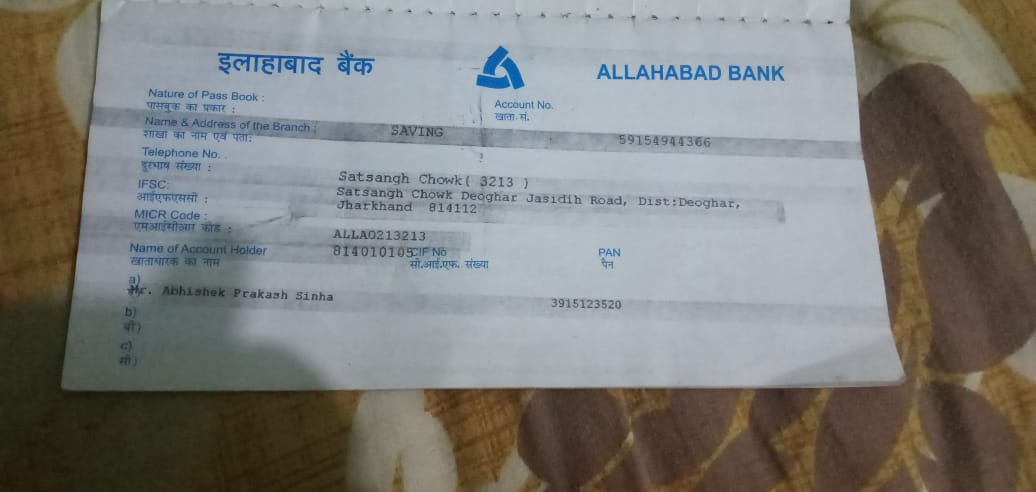 इलाहाबाद बैंक ALLAHABAD BANK
Nature of Pass Book :
पासबुक का प्रकार :
Account No.
खाता. सं.
SAVING 59154944366
Name & Address of the Branch :
शाखा का नाम एवं पता:
Telephone No. .
दूरभाष संख्या :
Satsangh Chowk( 3213 )
Satsangh Chowk Deoghar Jasidih Road, Dist:Deoghar,
Jharkhand 814112
IFSC:
आईएफएससी :
ALLA0213213
MICR Code :
एमआईसीआर कोड :
814010105
Name of Account Holder
खाताधारक का नाम
CIF No
सी.आई.एफ. संख्या
PAN
पैन
a)
Mr. Abhishek Prakash Sinha 3915123520
b)
बी)
c)
सी)